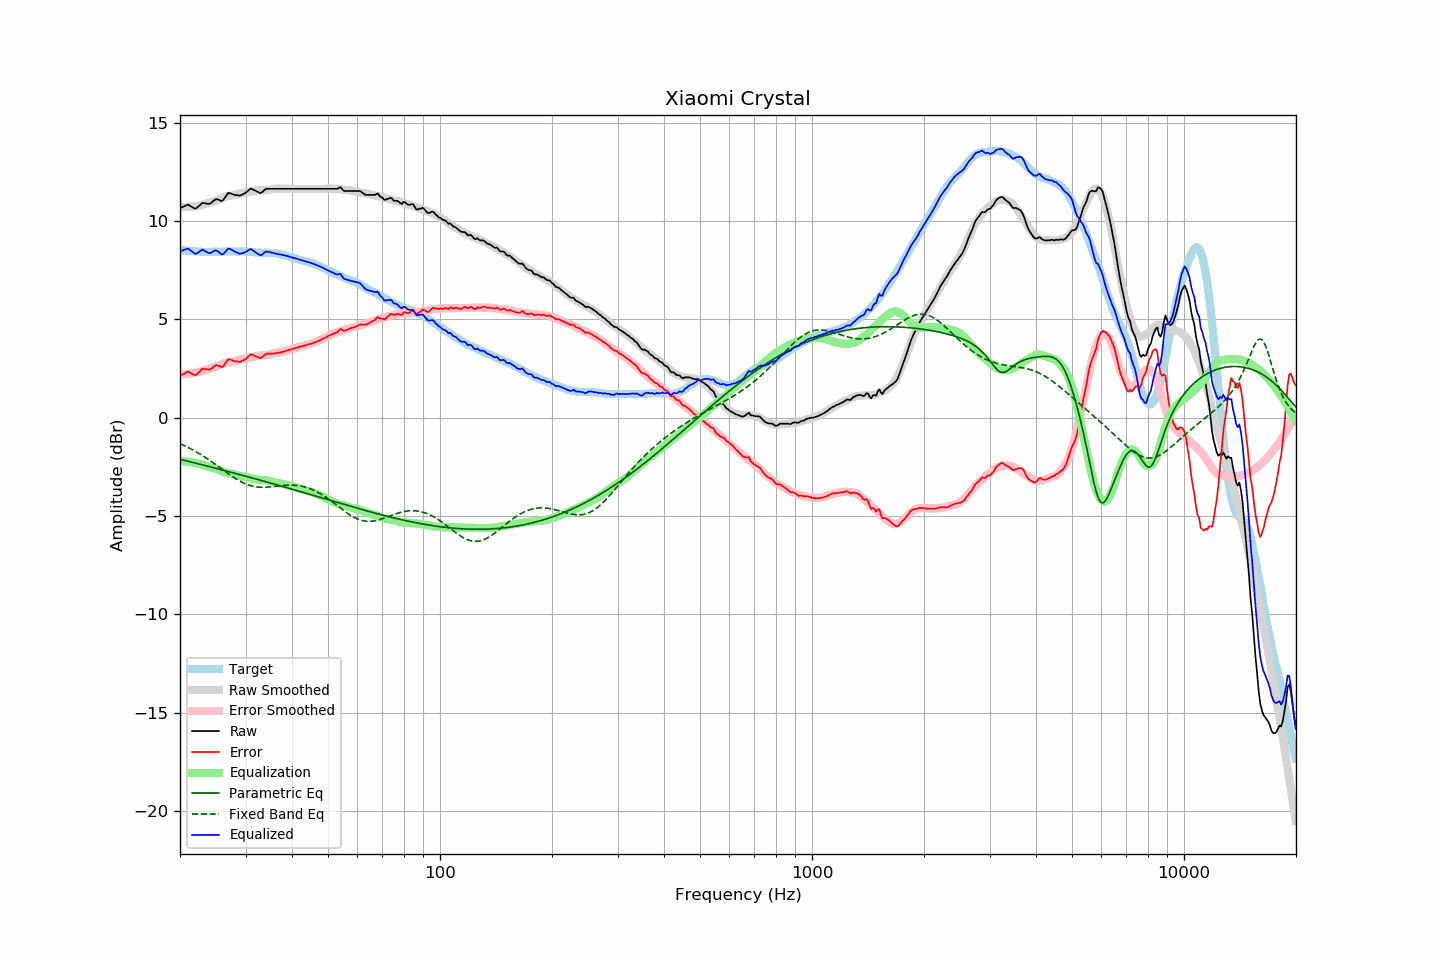 Xiaomi Crystal
Amplitude (dBr)
15
10
5
0
−5
−10
−15
−20
Target
Raw Smoothed
Error Smoothed
Raw
Error
Equalization
Parametric Eq
Fixed Band Eq
Equalized
100
1000
10000
Frequency (Hz)